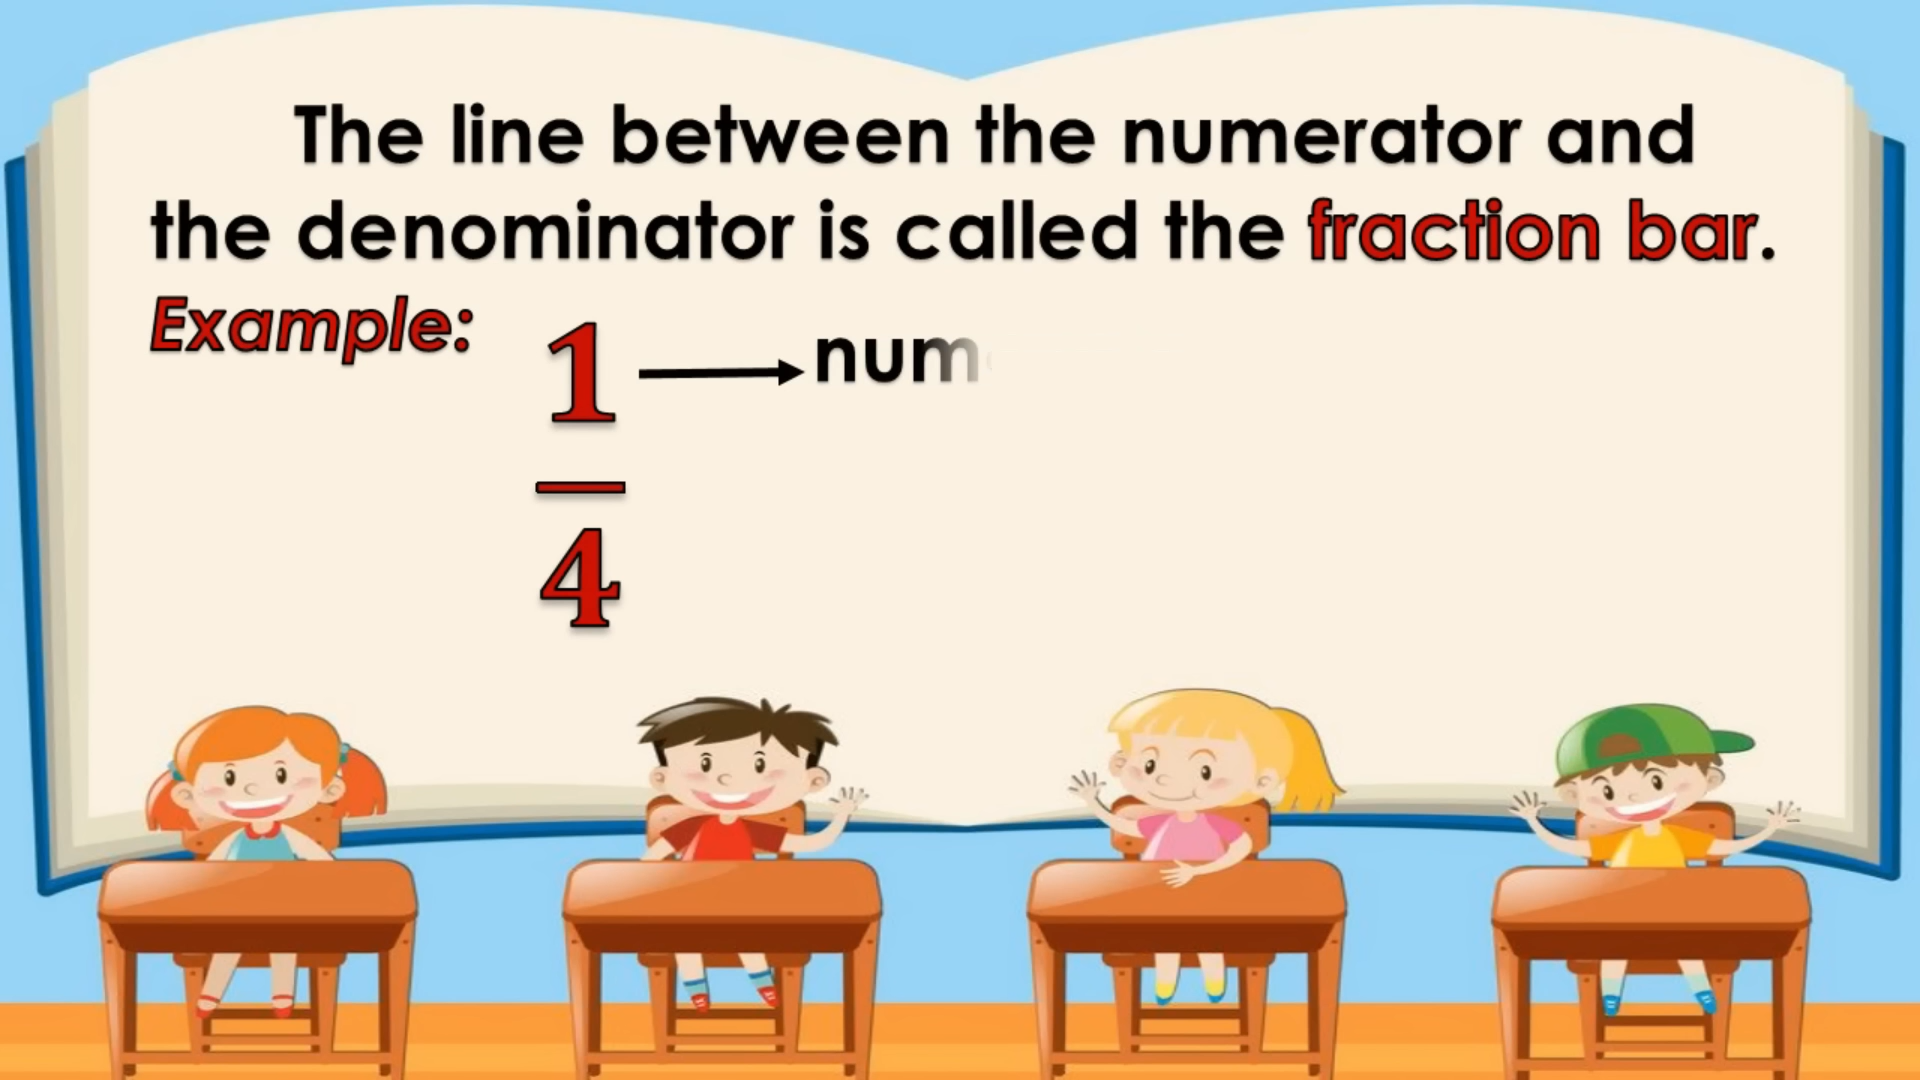 The line between the numerator and
the denominator is called the fraction bar.
Example:
1
4
num